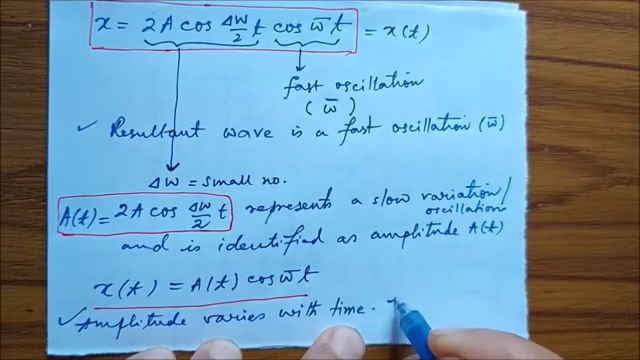 x = 2A cos Δω/2 t cos ω̅ t = x(t)
fast oscillation
(ω̅)
✓ Resultant wave is a fast oscillation (ω̅)
Δω = small no.
A(t) = 2A cos Δω/2 t represents a slow variation/
oscillation
and is identified as amplitude A(t)
x(t) = A(t) cos ω̅ t
✓ Amplitude varies with time.